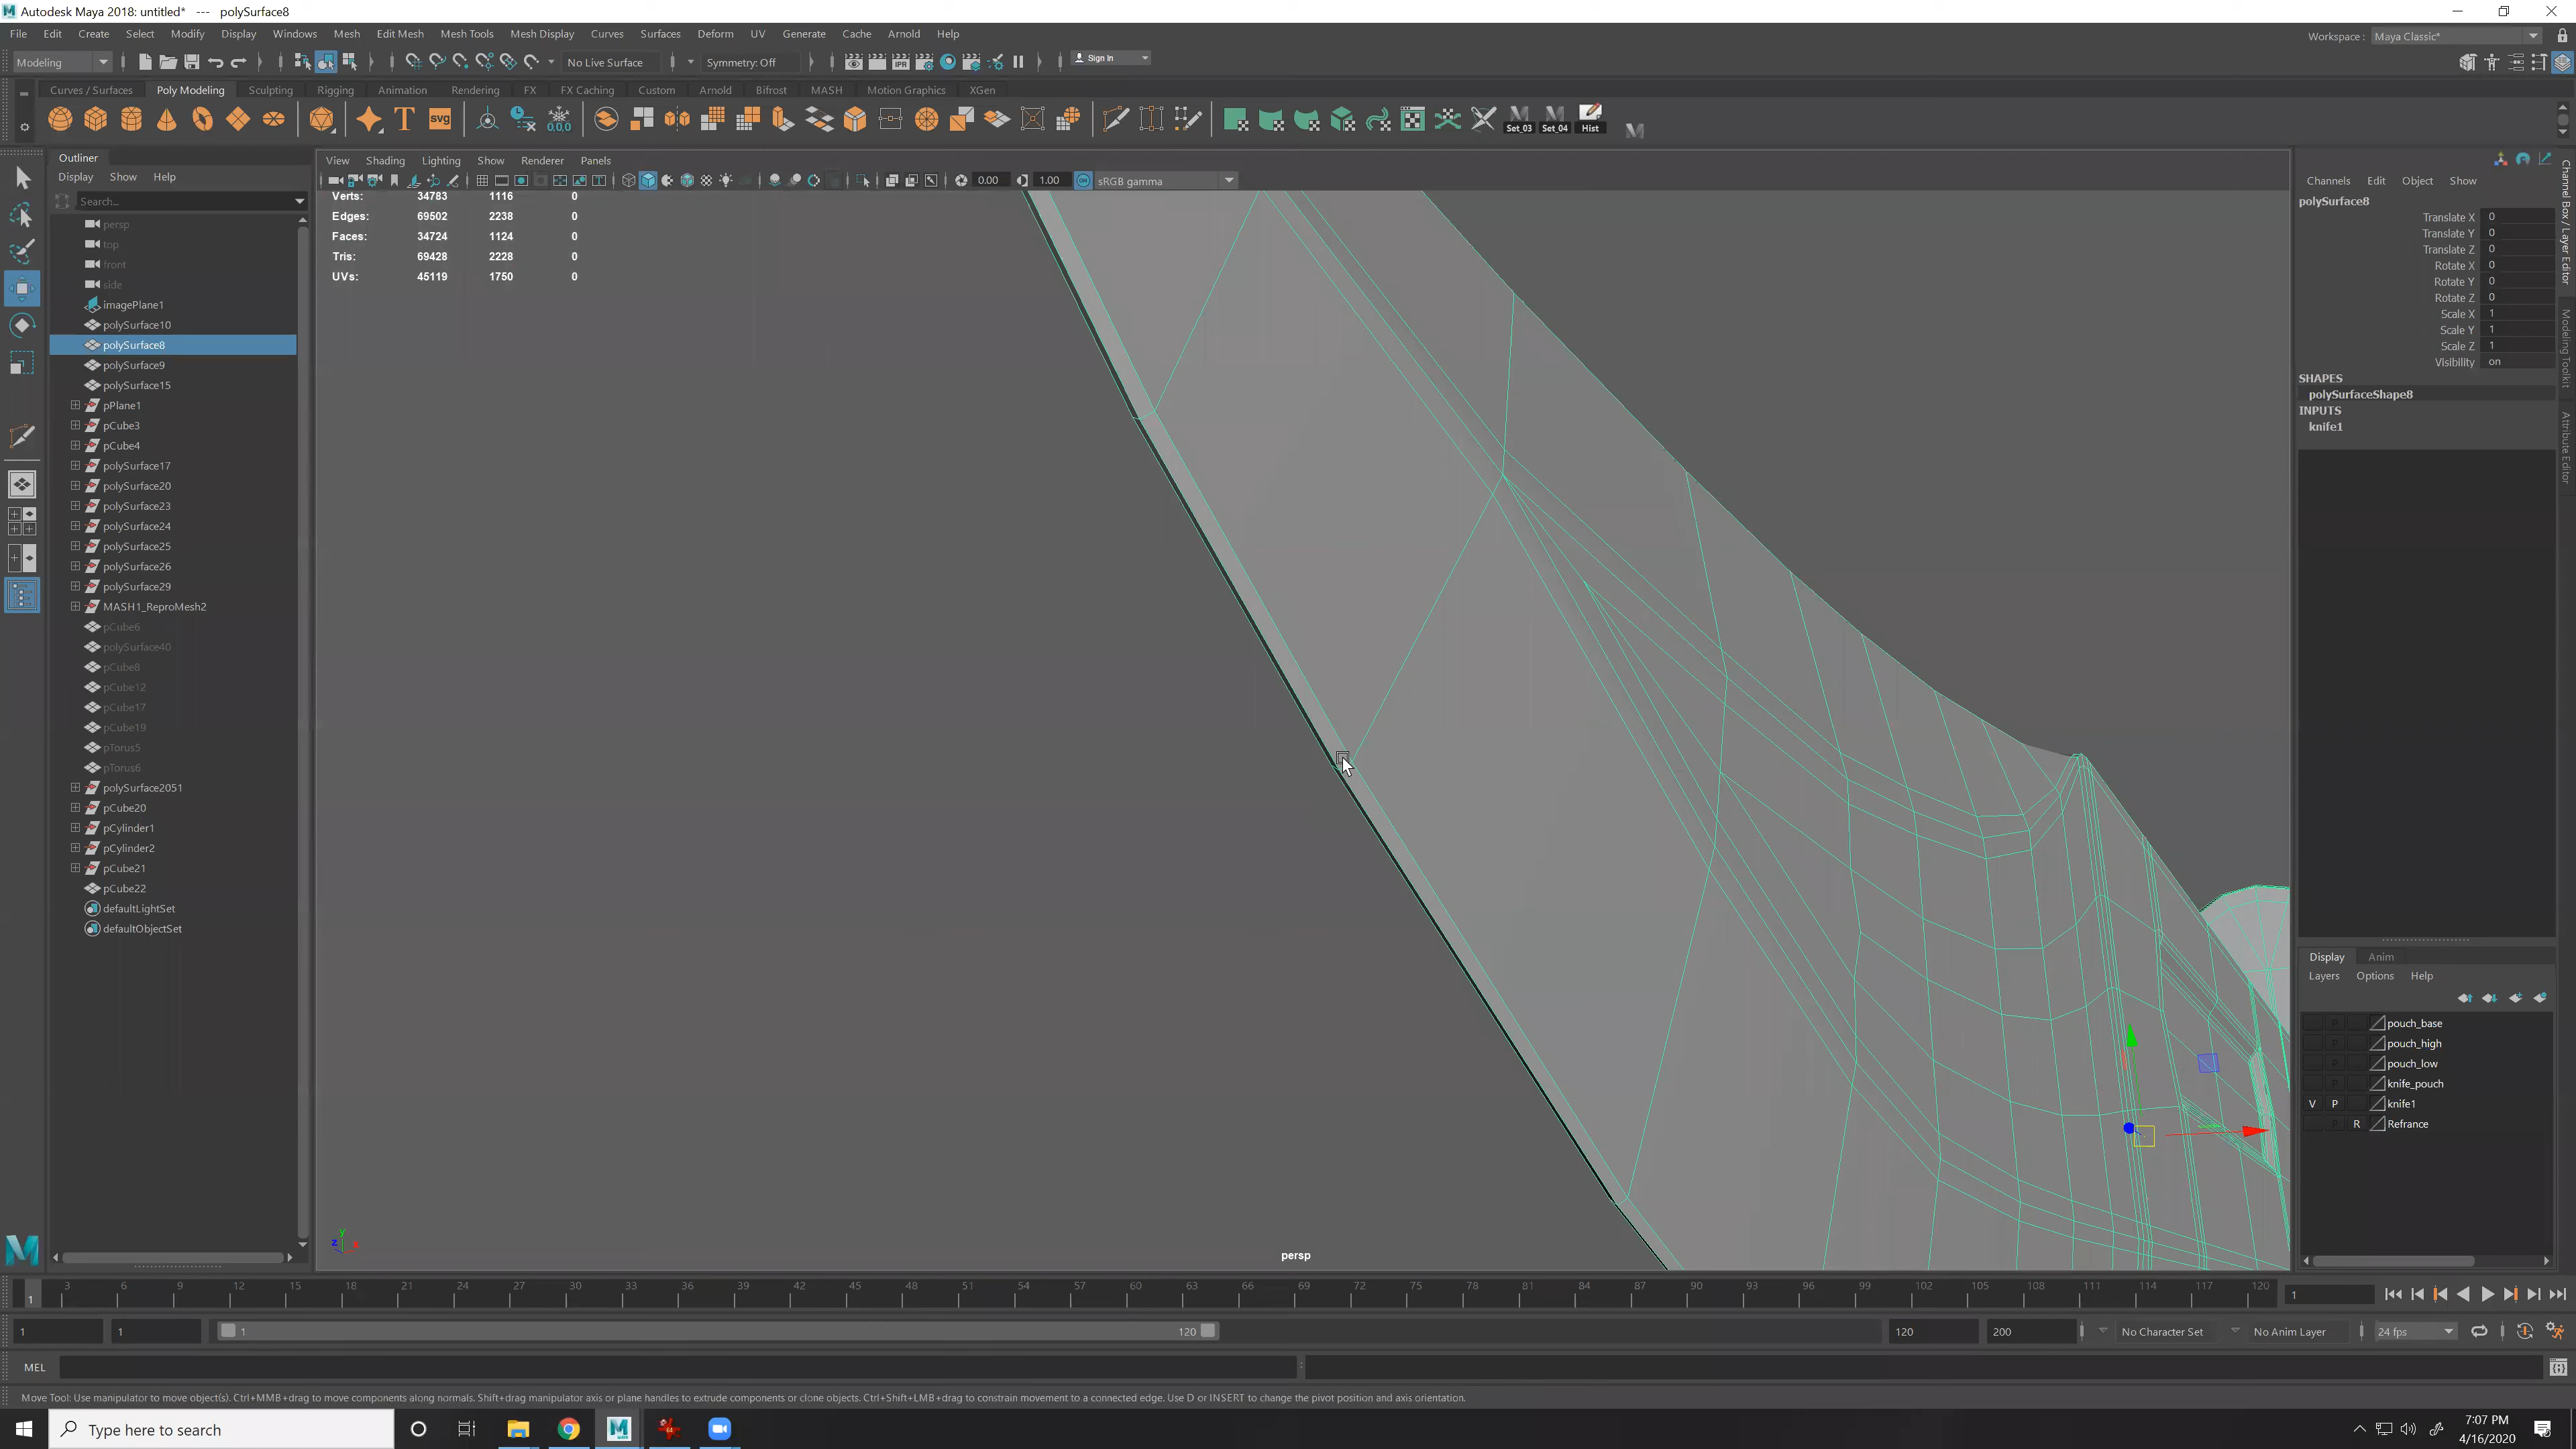 Autodesk Maya 2018: untitled* --- polySurface8
File Edit Create Select Modify Display Windows Mesh Edit Mesh Mesh Tools Mesh Display Curves Surfaces Deform UV Generate Cache Arnold Help
Workspace : Maya Classic*
Modeling No Live Surface Symmetry: Off IPR Sign In
Curves / Surfaces Poly Modeling Sculpting Rigging Animation Rendering FX FX Caching Custom Arnold Bifrost MASH Motion Graphics XGen
T SVG 0,0,0 Set_03 Set_04 Hist
Outliner
View Shading Lighting Show Renderer Panels
Display Show Help
0.00 1.00 ON sRGB gamma
Search...
Verts: 34783 1116 0
Edges: 69502 2238 0
Faces: 34724 1124 0
Tris: 69428 2228 0
UVs: 45119 1750 0
persp
top
front
side
imagePlane1
polySurface10
polySurface8
polySurface9
polySurface15
pPlane1
pCube3
pCube4
polySurface17
polySurface20
polySurface23
polySurface24
polySurface25
polySurface26
polySurface29
MASH1_ReproMesh2
pCube6
polySurface40
pCube8
pCube12
pCube17
pCube19
pTorus5
pTorus6
polySurface2051
pCube20
pCylinder1
pCylinder2
pCube21
pCube22
defaultLightSet
defaultObjectSet
y
z x
persp
Channels Edit Object Show
polySurface8
Translate X 0
Translate Y 0
Translate Z 0
Rotate X 0
Rotate Y 0
Rotate Z 0
Scale X 1
Scale Y 1
Scale Z 1
Visibility on
SHAPES
polySurfaceShape8
INPUTS
knife1
Channel Box / Layer Editor
Modeling Toolkit
Attribute Editor
Display Anim
Layers Options Help
P pouch_base
P pouch_high
P pouch_low
P knife_pouch
V P knife1
P R Refrance
1 3 6 9 12 15 18 21 24 27 30 33 36 39 42 45 48 51 54 57 60 63 66 69 72 75 78 81 84 87 90 93 96 99 102 105 108 111 114 117 120 1
1 1 1 120 120 200 No Character Set No Anim Layer 24 fps
MEL
Move Tool: Use manipulator to move object(s). Ctrl+MMB+drag to move components along normals. Shift+drag manipulator axis or plane handles to extrude components or clone objects. Ctrl+Shift+LMB+drag to constrain movement to a connected edge. Use D or INSERT to change the pivot position and axis orientation.
Type here to search
7:07 PM
4/16/2020